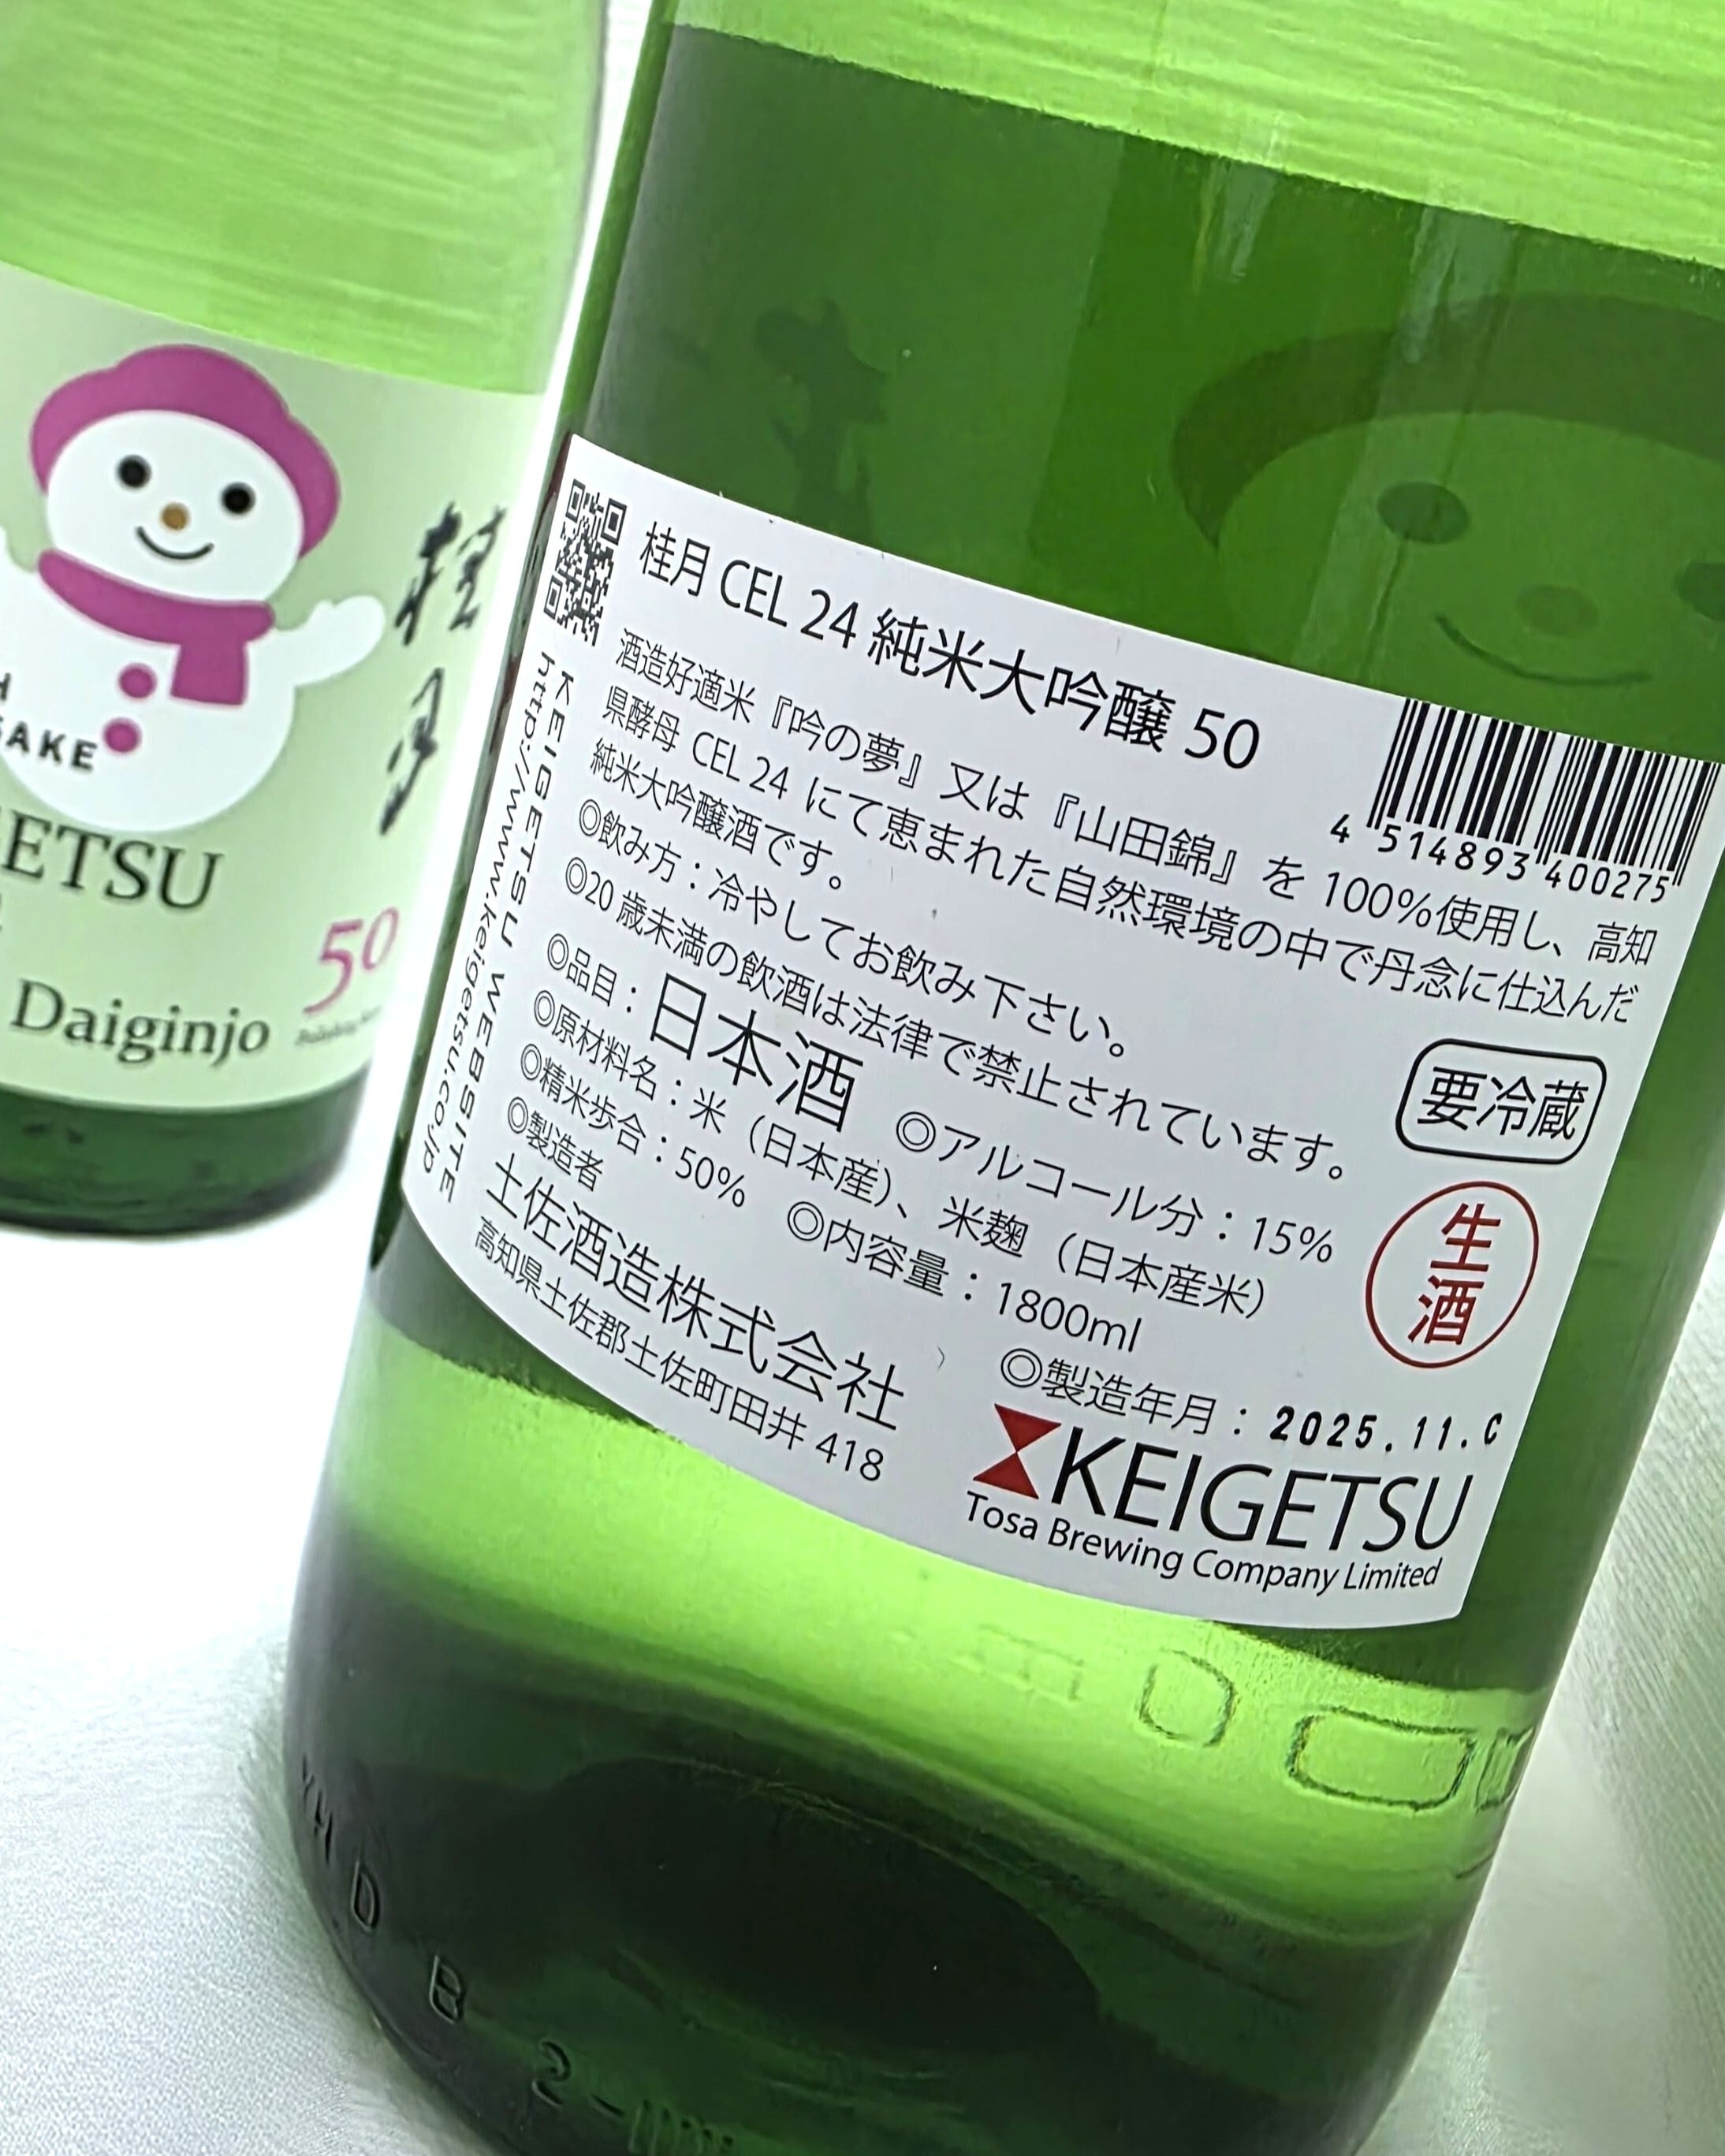 SAKE
桂月
ETSU
50
Daiginjo
桂月 CEL 24 純米大吟醸 50
4 514893 400275
酒造好適米『吟の夢』又は『山田錦』を 100%使用し、高知
県酵母 CEL 24 にて恵まれた自然環境の中で丹念に仕込んだ
純米大吟醸酒です。
◎飲み方：冷やしてお飲み下さい。
◎20 歳未満の飲酒は法律で禁止されています。
要冷蔵
◎品目：日本酒 ◎アルコール分：15%
◎原材料名：米（日本産）、米麹（日本産米）
◎精米歩合：50% ◎内容量：1800ml
生酒
◎製造者
◎製造年月：2025.11.C
土佐酒造株式会社
高知県土佐郡土佐町田井 418
KEIGETSU
Tosa Brewing Company Limited
KEIGETSU WEBSITE
http://www.keigetsu.co.jp
D B 2